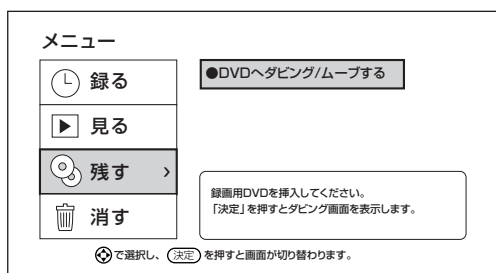 メニュー
録る
●DVDへダビング/ムーブする
見る
残す >
録画用DVDを挿入してください。
「決定」を押すとダビング画面を表示します。
消す
で選択し、決定を押すと画面が切り替わります。